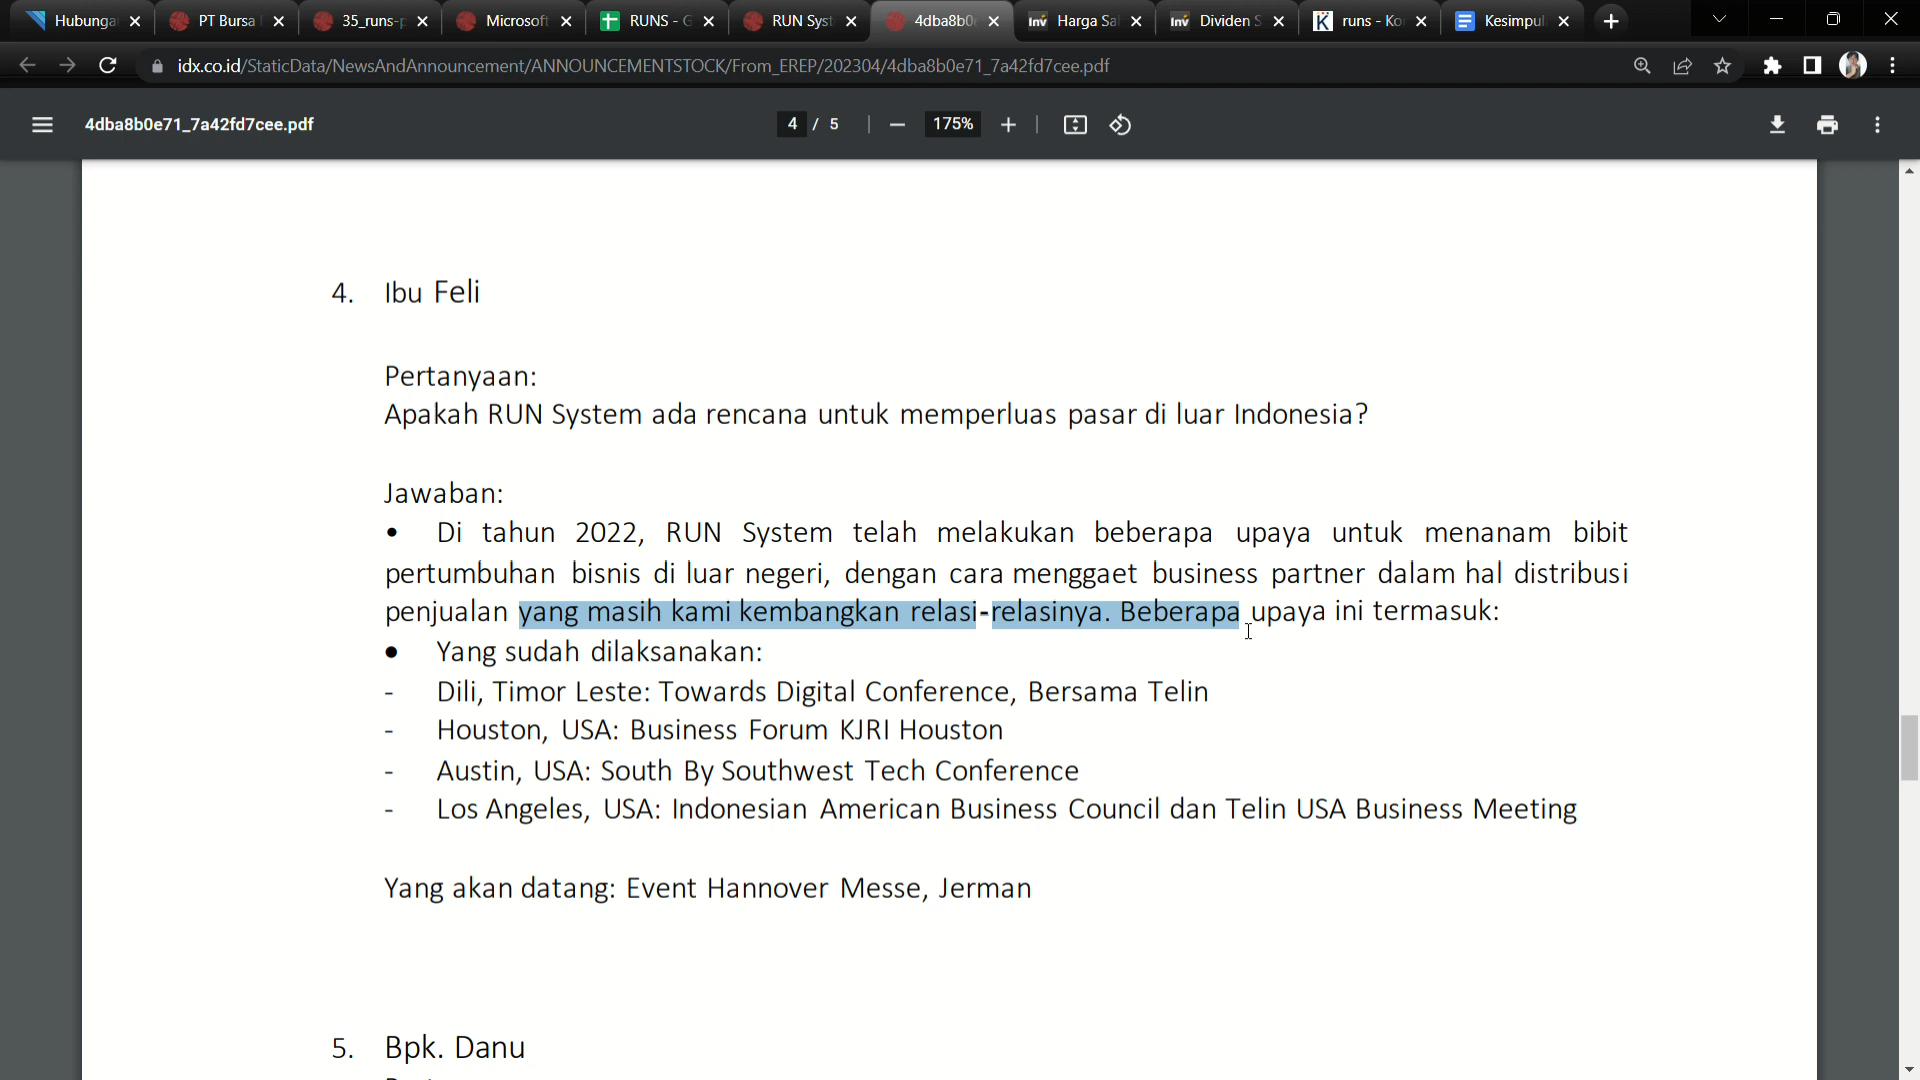 Hubunga
PT Bursa
35_runs-p
Microsoft
RUNS - G
RUN Syst
4dba8b0
Harga Sa
Dividen S
runs - Ko
Kesimpul
idx.co.id/StaticData/NewsAndAnnouncement/ANNOUNCEMENTSTOCK/From_EREP/202304/4dba8b0e71_7a42fd7cee.pdf
4dba8b0e71_7a42fd7cee.pdf
4 / 5
175%
4. Ibu Feli
Pertanyaan:
Apakah RUN System ada rencana untuk memperluas pasar di luar Indonesia?
Jawaban:
• Di tahun 2022, RUN System telah melakukan beberapa upaya untuk menanam bibit
pertumbuhan bisnis di luar negeri, dengan cara menggaet business partner dalam hal distribusi
penjualan yang masih kami kembangkan relasi-relasinya. Beberapa upaya ini termasuk:
• Yang sudah dilaksanakan:
- Dili, Timor Leste: Towards Digital Conference, Bersama Telin
- Houston, USA: Business Forum KJRI Houston
- Austin, USA: South By Southwest Tech Conference
- Los Angeles, USA: Indonesian American Business Council dan Telin USA Business Meeting
Yang akan datang: Event Hannover Messe, Jerman
5. Bpk. Danu